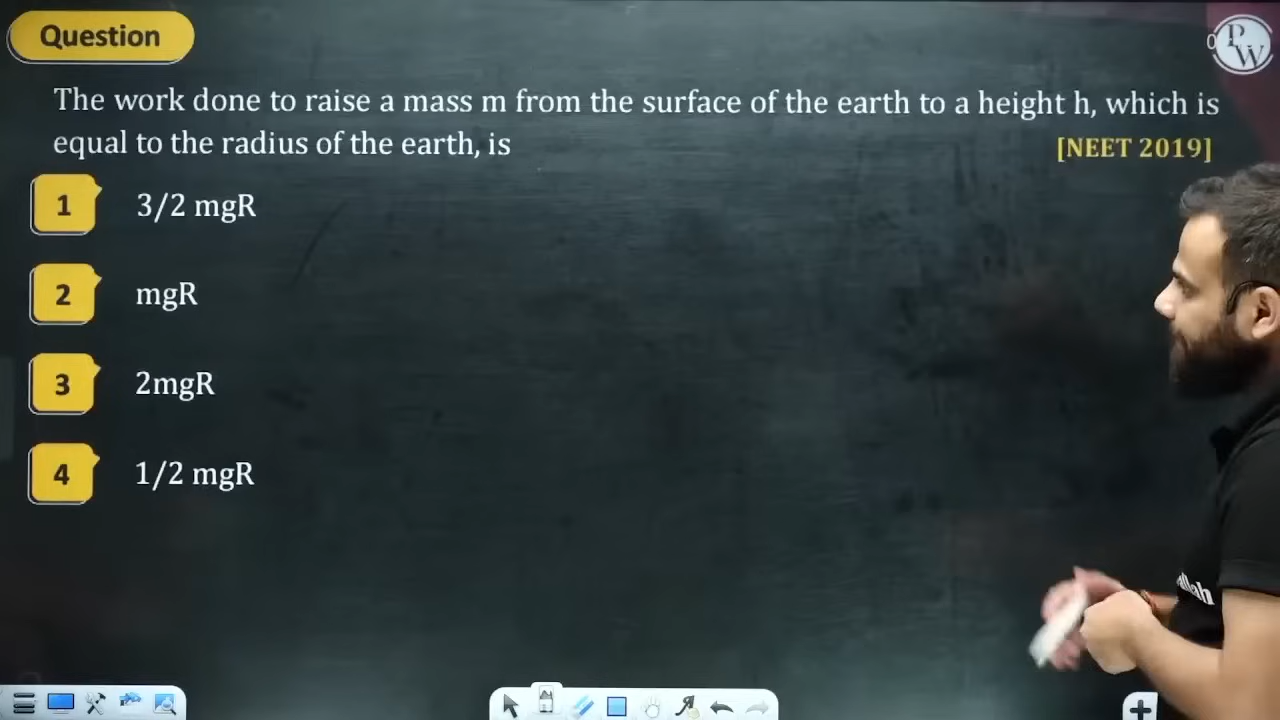 Question
PW
The work done to raise a mass m from the surface of the earth to a height h, which is
equal to the radius of the earth, is
[NEET 2019]
1 3/2 mgR
2 mgR
3 2mgR
4 1/2 mgR
allah